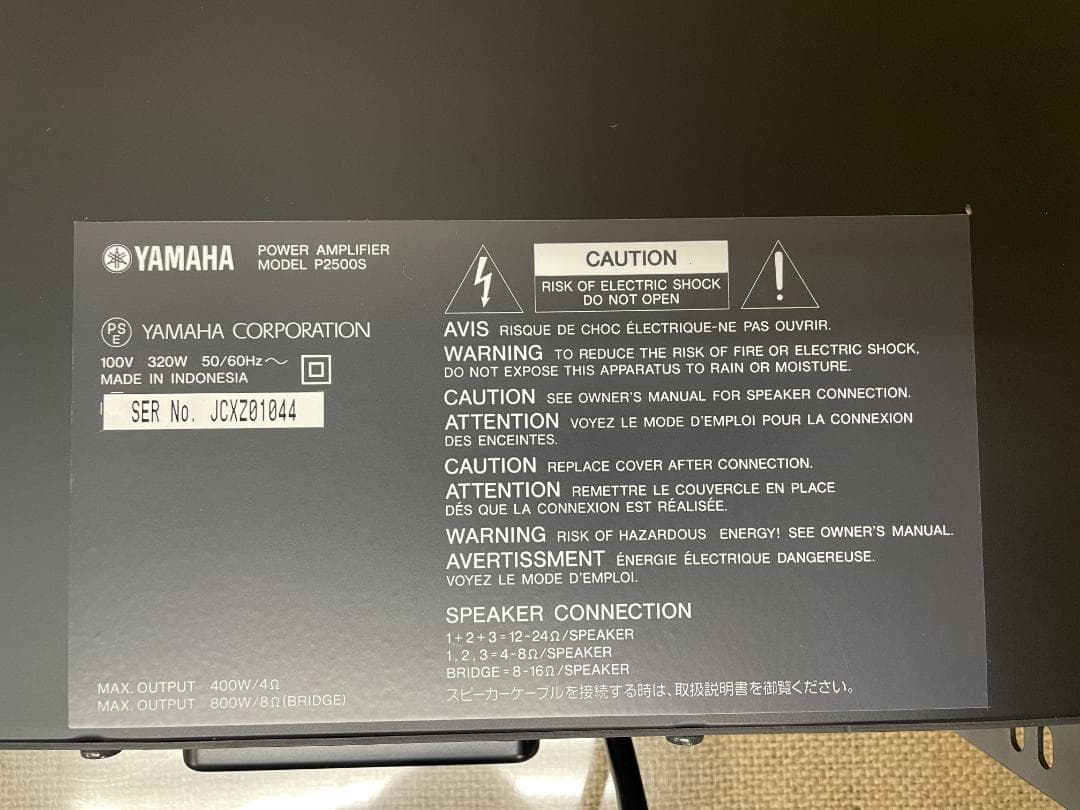 YAMAHA
POWER AMPLIFIER
MODEL P2500S
PS
E
YAMAHA CORPORATION
100V 320W 50/60Hz～
MADE IN INDONESIA
SER No. JCXZ01044
MAX. OUTPUT 400W/4Ω
MAX. OUTPUT 800W/8Ω(BRIDGE)
CAUTION
RISK OF ELECTRIC SHOCK
DO NOT OPEN
AVIS RISQUE DE CHOC ÉLECTRIQUE-NE PAS OUVRIR.
WARNING TO REDUCE THE RISK OF FIRE OR ELECTRIC SHOCK,
DO NOT EXPOSE THIS APPARATUS TO RAIN OR MOISTURE.
CAUTION SEE OWNER'S MANUAL FOR SPEAKER CONNECTION.
ATTENTION VOYEZ LE MODE D'EMPLOI POUR LA CONNEXION
DES ENCEINTES.
CAUTION REPLACE COVER AFTER CONNECTION.
ATTENTION REMETTRE LE COUVERCLE EN PLACE
DÉS QUE LA CONNEXION EST RÉALISÉE.
WARNING RISK OF HAZARDOUS ENERGY! SEE OWNER'S MANUAL.
AVERTISSMENT ÉNERGIE ÉLECTRIQUE DANGEREUSE.
VOYEZ LE MODE D'EMPLOI.
SPEAKER CONNECTION
1+2+3=12-24Ω/SPEAKER
1,2,3=4-8Ω/SPEAKER
BRIDGE=8-16Ω/SPEAKER
スピーカーケーブルを接続する時は、取扱説明書を御覧ください。